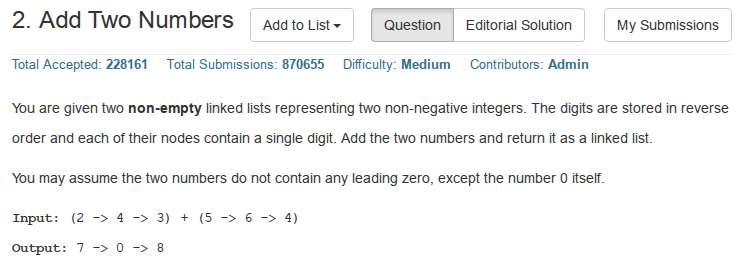 2. Add Two Numbers Add to List Question Editorial Solution My Submissions
Total Accepted: 228161 Total Submissions: 870655 Difficulty: Medium Contributors: Admin
You are given two non-empty linked lists representing two non-negative integers. The digits are stored in reverse
order and each of their nodes contain a single digit. Add the two numbers and return it as a linked list.
You may assume the two numbers do not contain any leading zero, except the number 0 itself.
Input: (2 -> 4 -> 3) + (5 -> 6 -> 4)
Output: 7 -> 0 -> 8